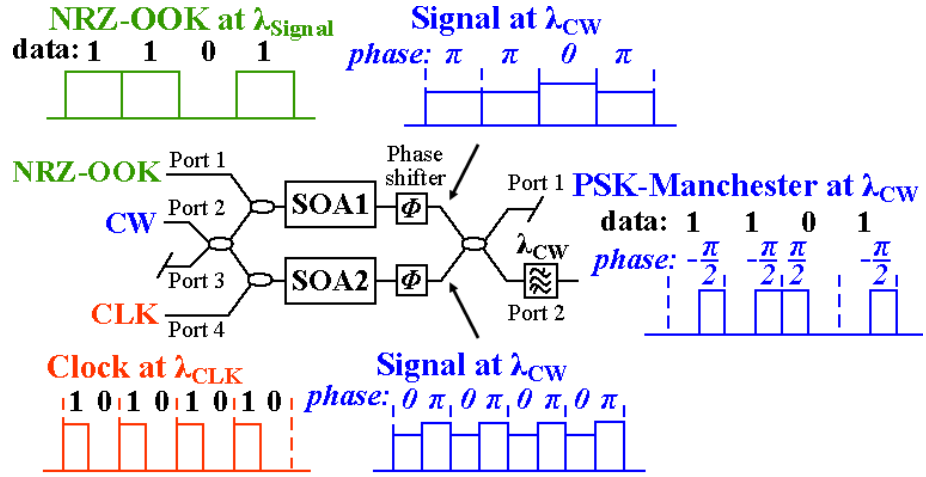 NRZ-OOK at λSignal
data: 1 1 0 1
Signal at λCW
phase: π π 0 π
NRZ-OOK
Port 1
SOA1
Phase
shifter
Φ
Port 1
CW
Port 2
λCW
Port 3
SOA2
Φ
Port 2
CLK
Port 4
PSK-Manchester at λCW
data: 1 1 0 1
phase: -π/2 -π/2 π/2 -π/2
Clock at λCLK
1 0 1 0 1 0 1 0
Signal at λCW
phase: 0 π 0 π 0 π 0 π